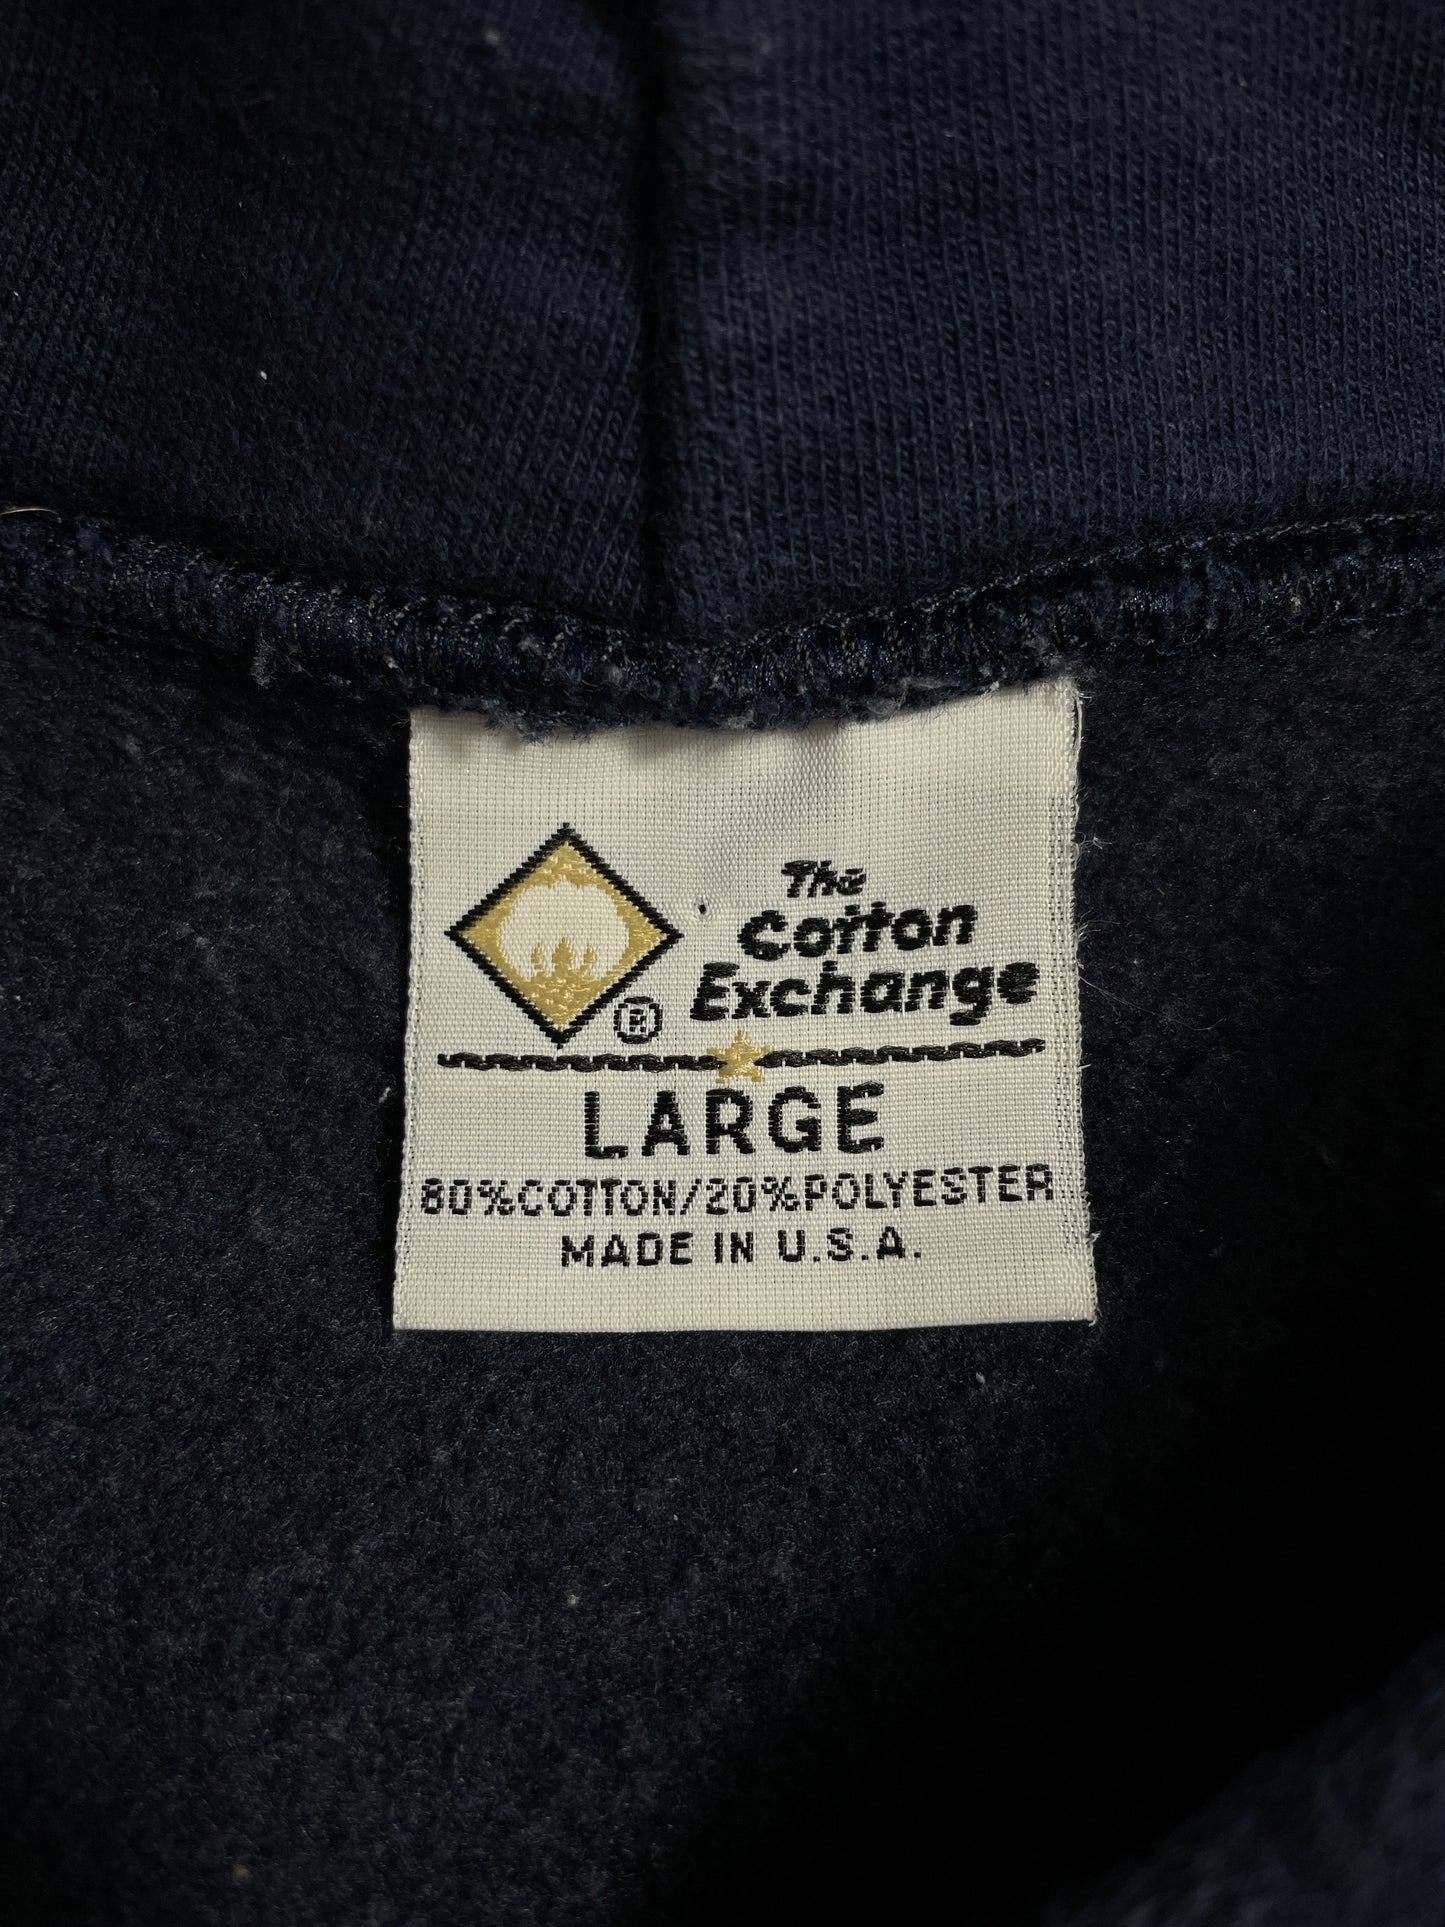 The
Cotton
Exchange
®
LARGE
80%COTTON/20%POLYESTER
MADE IN U.S.A.